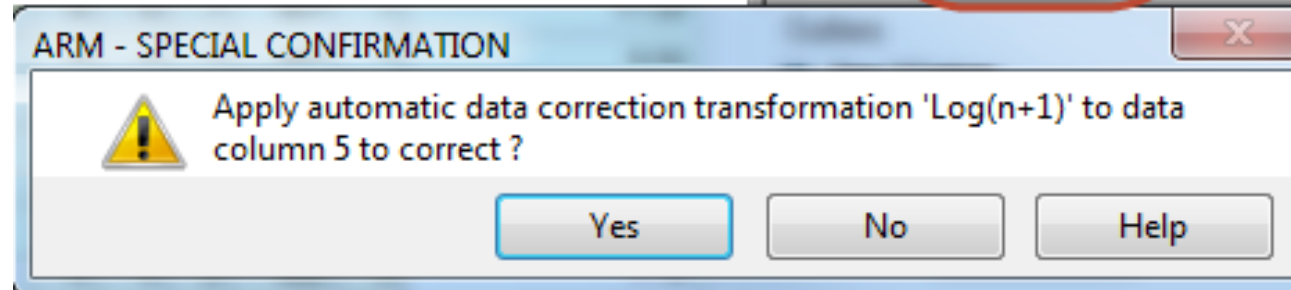 ARM - SPECIAL CONFIRMATION
Apply automatic data correction transformation 'Log(n+1)' to data
column 5 to correct ?
Yes
No
Help